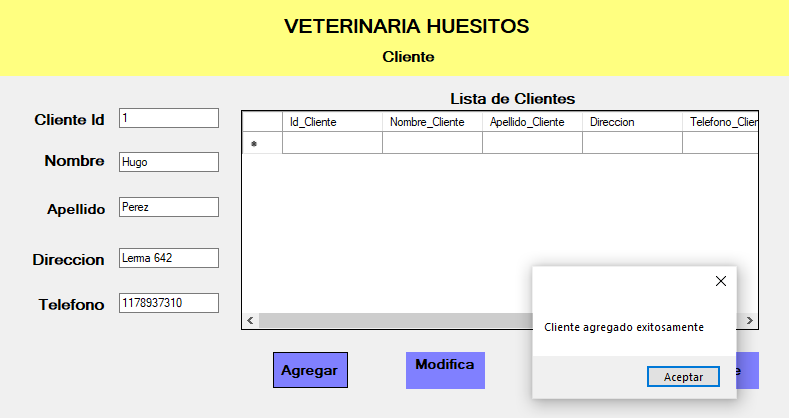 VETERINARIA HUESITOS
Cliente
Lista de Clientes
Cliente Id 1
Id_Cliente Nombre_Cliente Apellido_Cliente Direccion Telefono_Clien
Nombre Hugo
Apellido Perez
Direccion Lerma 642
Telefono 1178937310
Cliente agregado exitosamente
Agregar Modifica
Aceptar